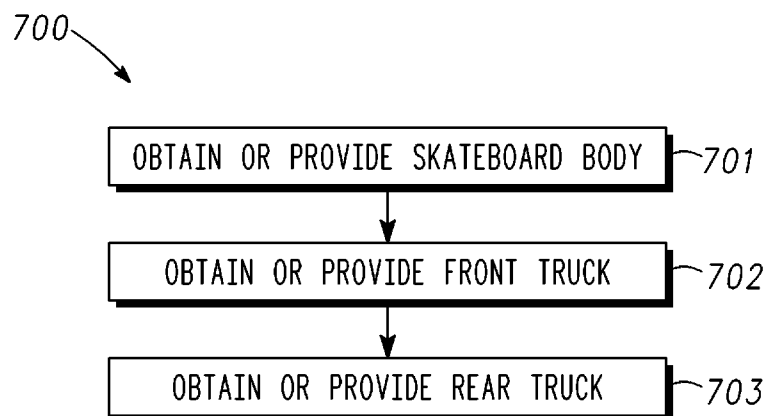 700
OBTAIN OR PROVIDE SKATEBOARD BODY
701
OBTAIN OR PROVIDE FRONT TRUCK
702
OBTAIN OR PROVIDE REAR TRUCK
703